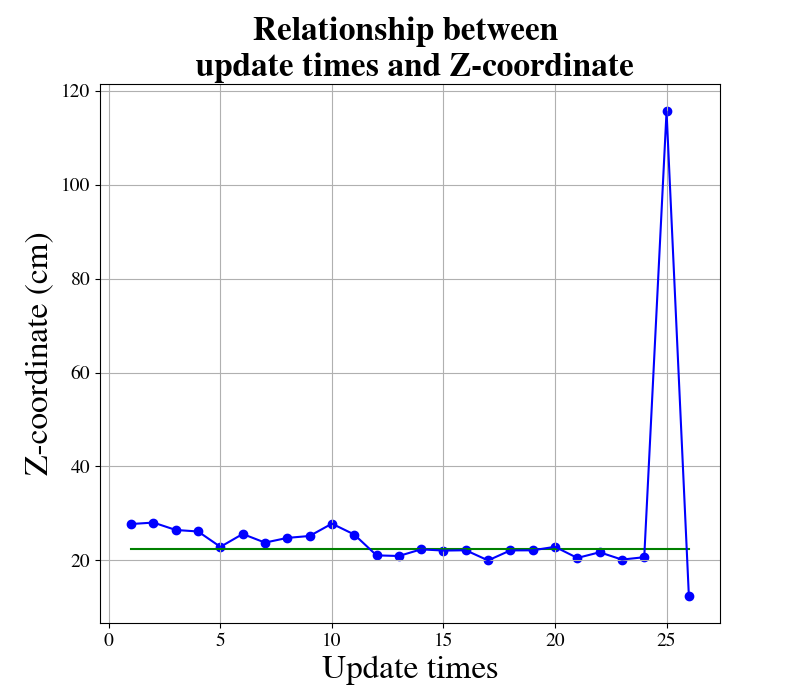 Relationship between
update times and Z-coordinate
120
100
80
60
40
20
Z-coordinate (cm)
0 5 10 15 20 25
Update times